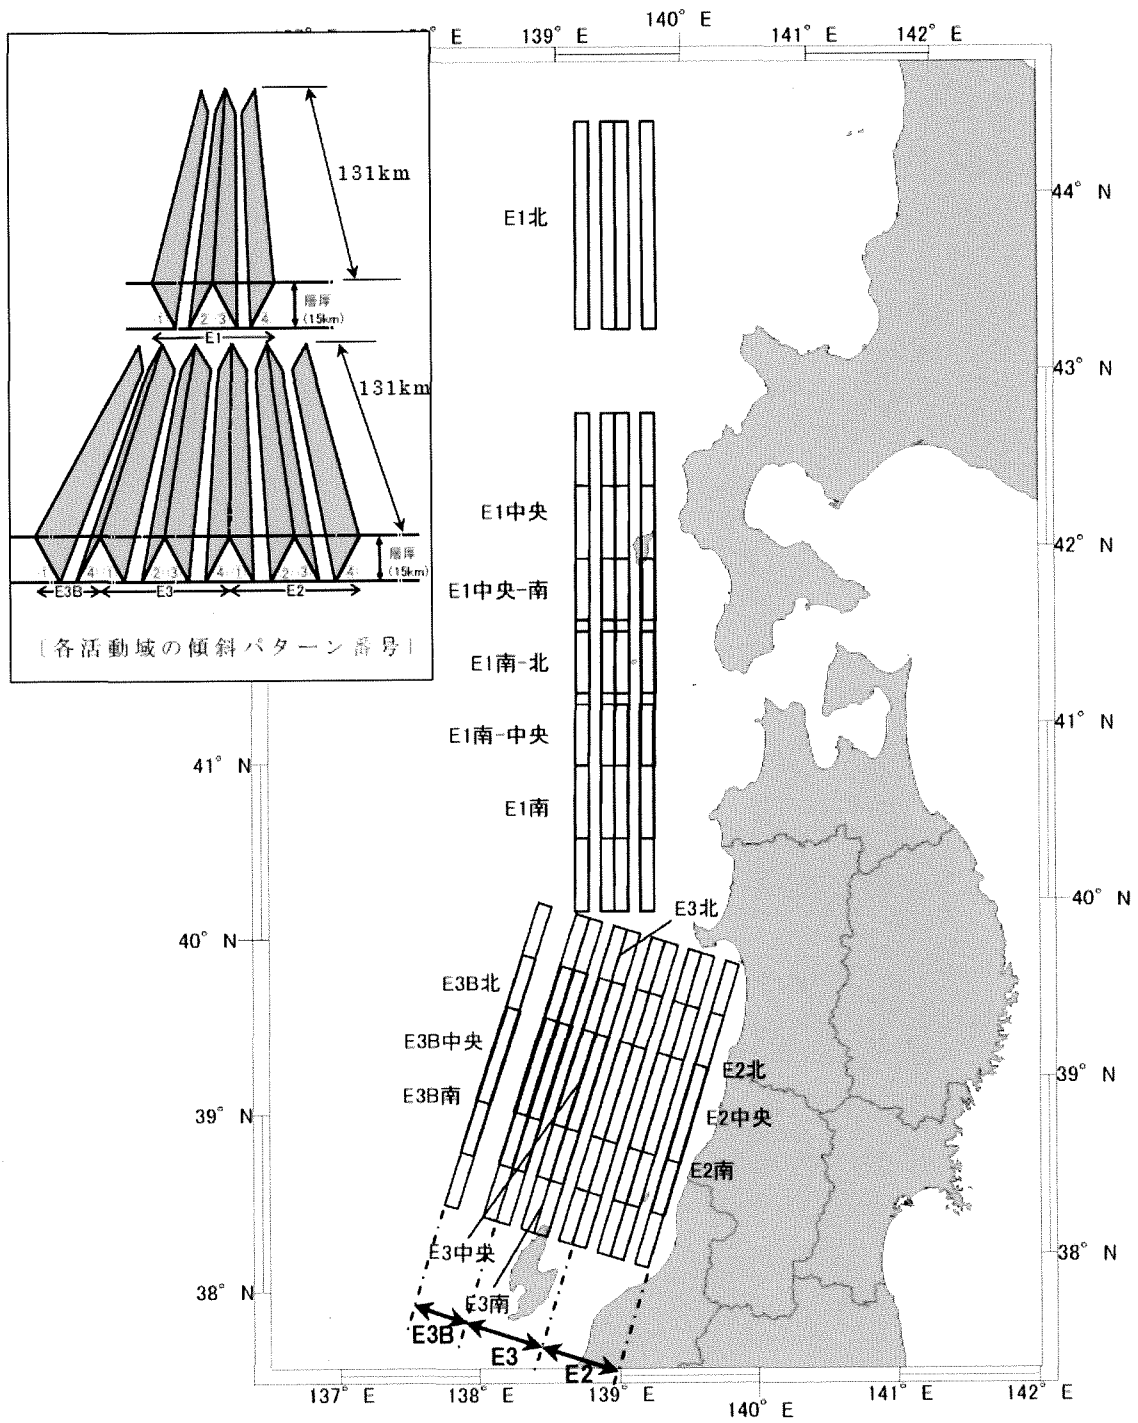 139° E
140° E
141° E
142° E
131km
層厚
(15km)
1 2 3 4
E1
131km
層厚
(15km)
1 4 1 2 3 4 1 2 3 4
E3B E3 E2
[各活動域の傾斜パターン番号]
44° N
E1北
43° N
E1中央
42° N
E1中央-南
E1南-北
E1南-中央
41° N
41° N
E1南
40° N
E3北
40° N
E3B北
E3B中央
E2北
39° N
E3B南
39° N
E2中央
E2南
E3中央
38° N
38° N
E3南
E3B
E3
E2
137° E
138° E
139° E
140° E
141° E
142° E